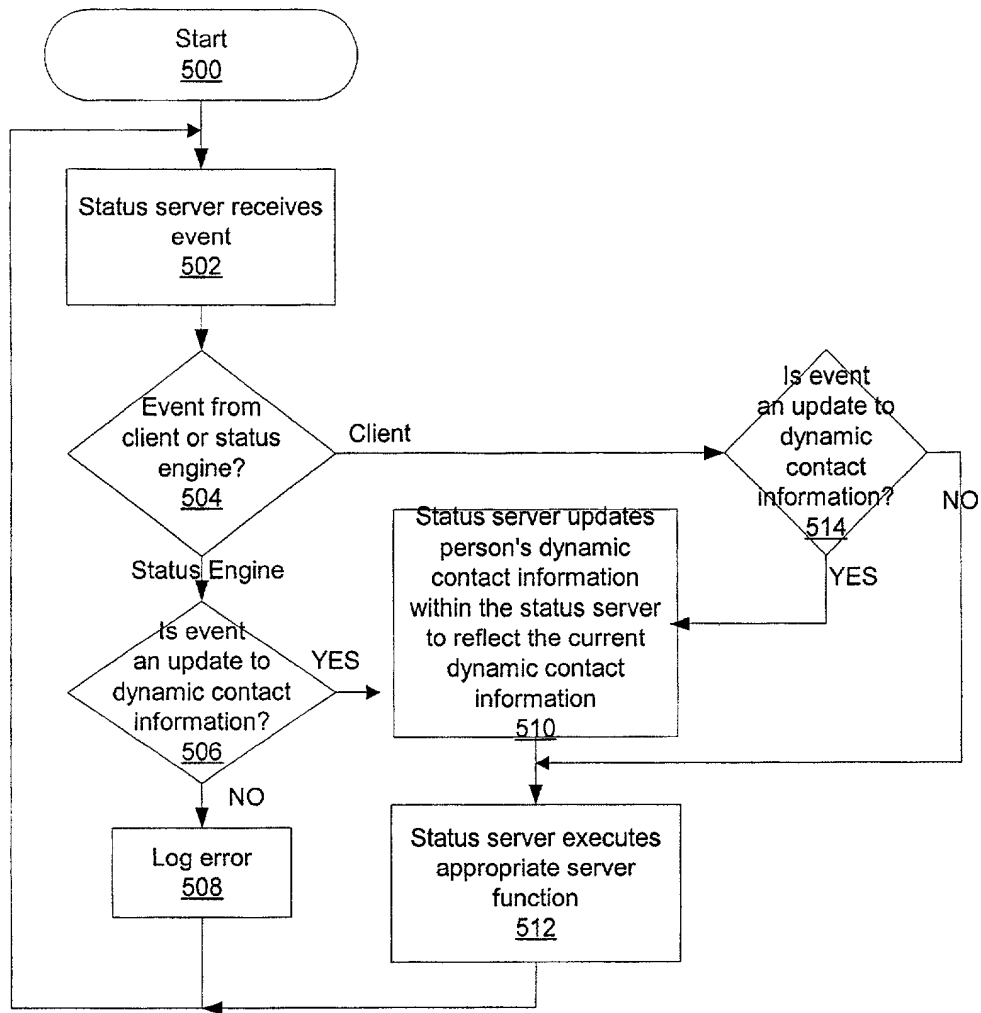 Start
500
Status server receives
event
502
Event from
client or status
engine?
504
Client
Is event
an update to
dynamic
contact
information?
514
NO
YES
Status Engine
Status server updates
person's dynamic
contact information
within the status server
to reflect the current
dynamic contact
information
510
Is event
an update to
dynamic contact
information?
506
YES
NO
Log error
508
Status server executes
appropriate server
function
512